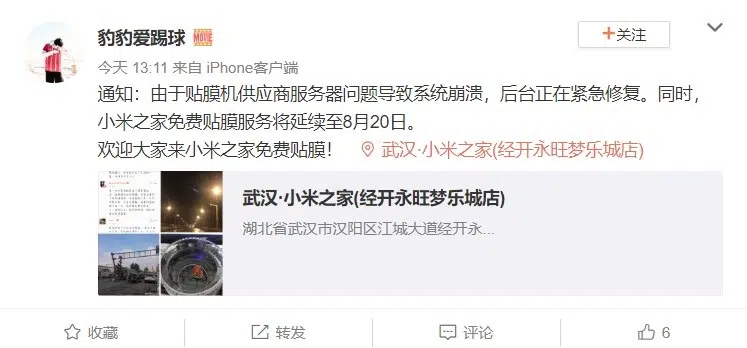 豹豹爱踢球
MOVIE
+关注
今天 13:11 来自 iPhone客户端
通知：由于贴膜机供应商服务器问题导致系统崩溃，后台正在紧急修复。同时，
小米之家免费贴膜服务将延续至8月20日。
欢迎大家来小米之家免费贴膜！ 武汉·小米之家(经开永旺梦乐城店)
武汉·小米之家(经开永旺梦乐城店)
湖北省武汉市汉阳区江城大道经开永...
收藏
转发
评论
6